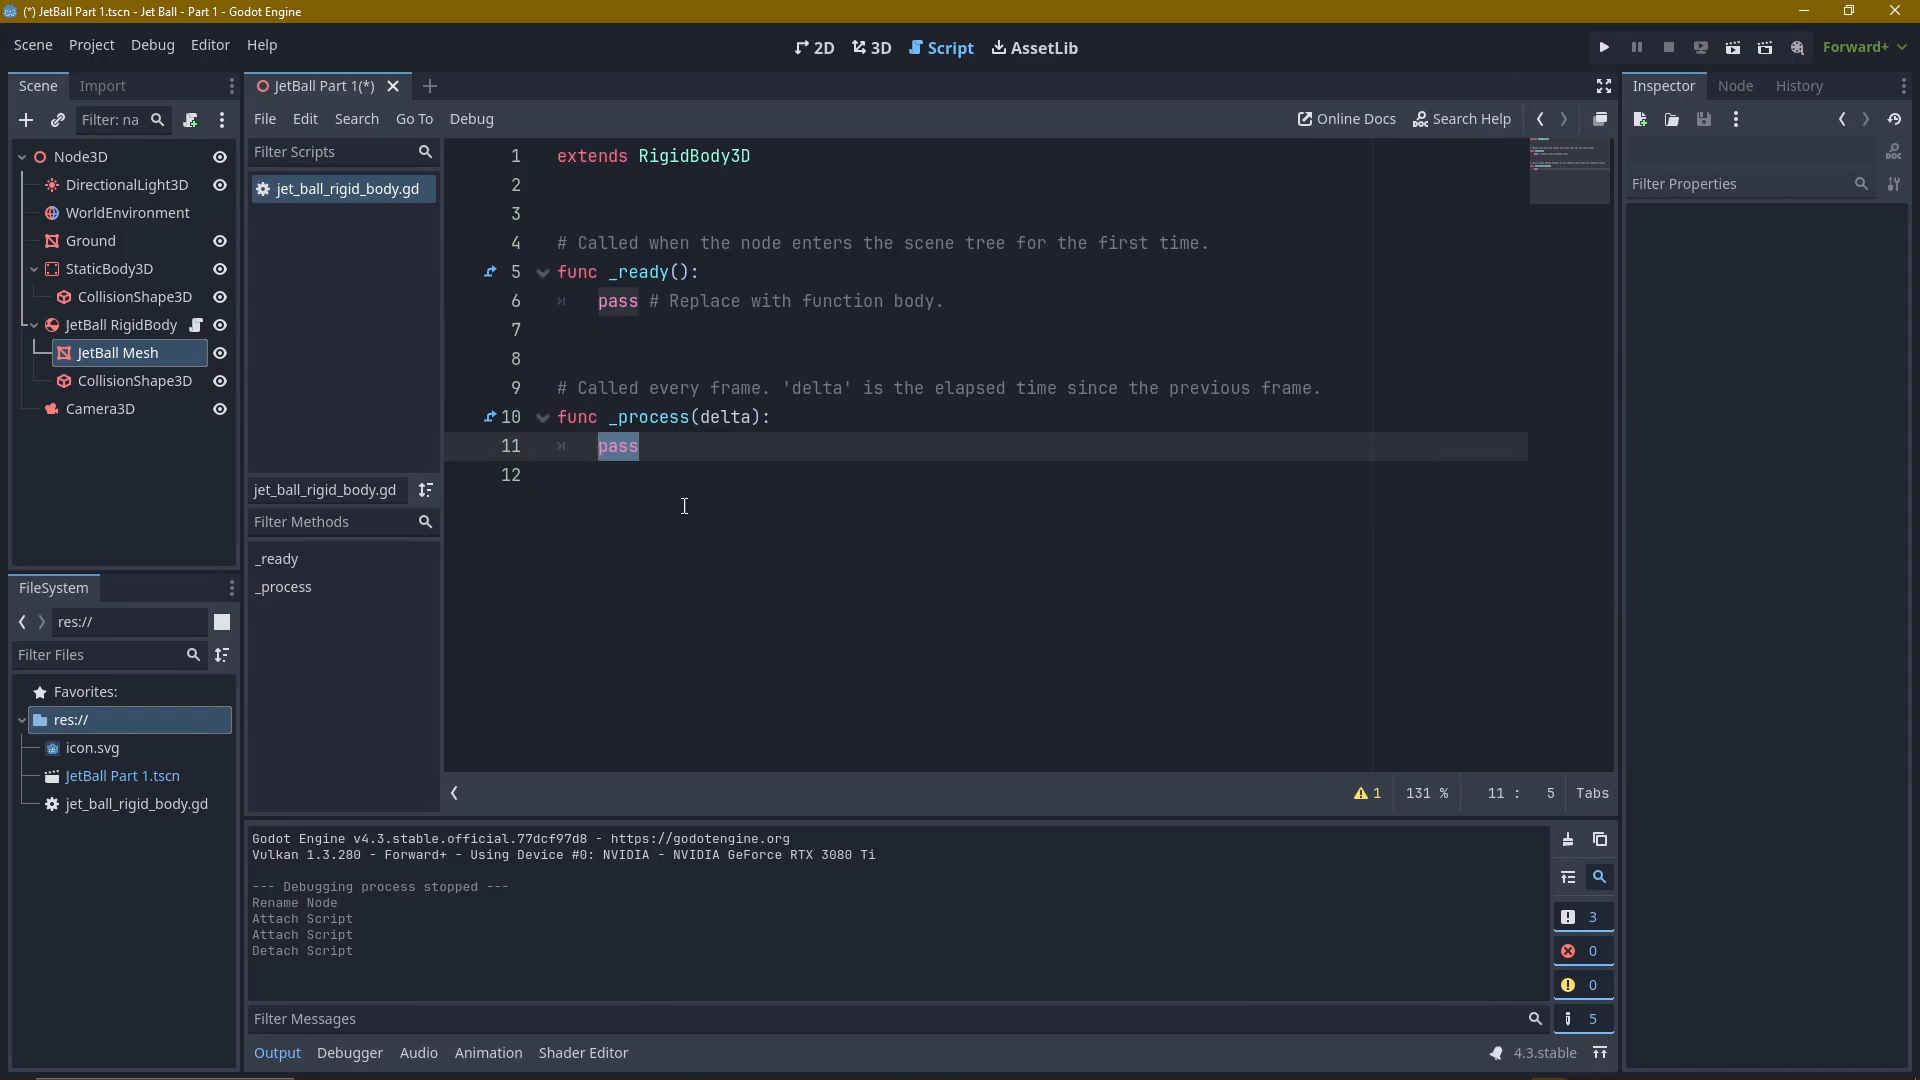 (*) JetBall Part 1.tscn - Jet Ball - Part 1 - Godot Engine
Scene Project Debug Editor Help
2D 3D Script AssetLib
Forward+
Scene Import
JetBall Part 1(*)
Inspector Node History
Filter: na
File Edit Search Go To Debug
Online Docs Search Help
Node3D
DirectionalLight3D
WorldEnvironment
Ground
StaticBody3D
CollisionShape3D
JetBall RigidBody
JetBall Mesh
CollisionShape3D
Camera3D
Filter Scripts
jet_ball_rigid_body.gd
jet_ball_rigid_body.gd
Filter Methods
_ready
_process
1 extends RigidBody3D
2
3
4 # Called when the node enters the scene tree for the first time.
5 func _ready():
6 pass # Replace with function body.
7
8
9 # Called every frame. 'delta' is the elapsed time since the previous frame.
10 func _process(delta):
11 pass
12
1 131 % 11 : 5 Tabs
Filter Properties
FileSystem
res://
Filter Files
Favorites:
res://
icon.svg
JetBall Part 1.tscn
jet_ball_rigid_body.gd
Godot Engine v4.3.stable.official.77dcf97d8 - https://godotengine.org
Vulkan 1.3.280 - Forward+ - Using Device #0: NVIDIA - NVIDIA GeForce RTX 3080 Ti
--- Debugging process stopped ---
Rename Node
Attach Script
Attach Script
Detach Script
3
0
0
5
Filter Messages
Output Debugger Audio Animation Shader Editor
4.3.stable